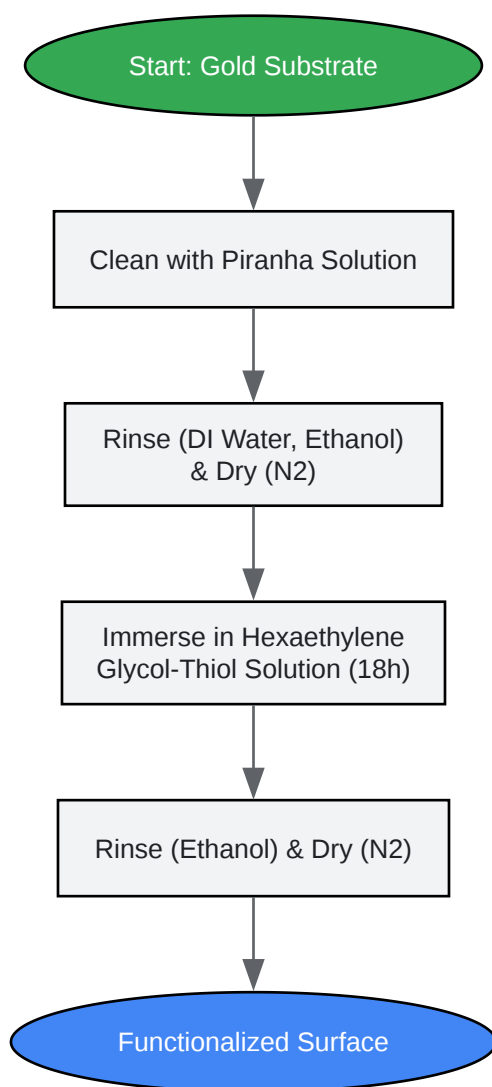 Start: Gold Substrate
Clean with Piranha Solution
Rinse (DI Water, Ethanol)
& Dry (N2)
Immerse in Hexaethylene
Glycol-Thiol Solution (18h)
Rinse (Ethanol) & Dry (N2)
Functionalized Surface